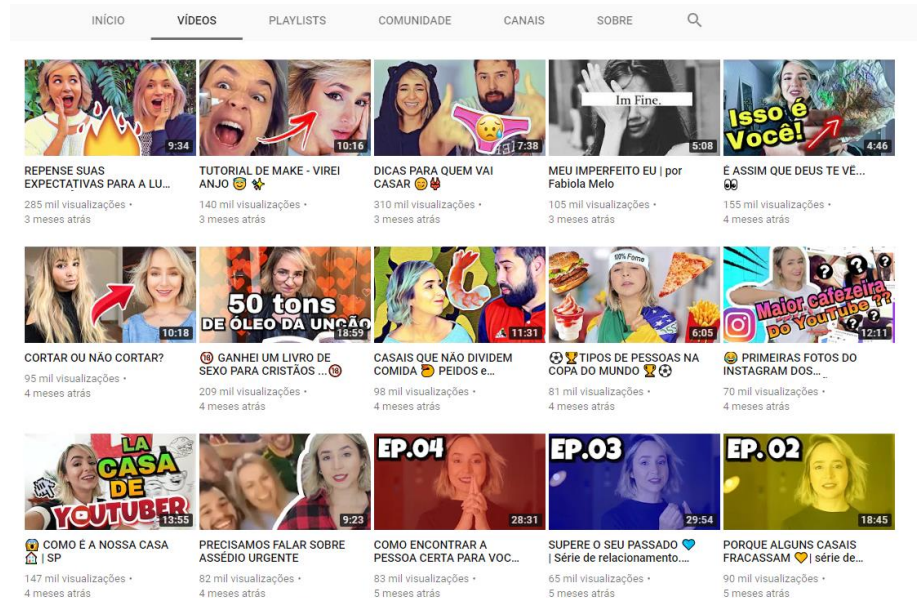 INÍCIO VÍDEOS PLAYLISTS COMUNIDADE CANAIS SOBRE
9:34
10:16
7:38
Im Fine.
5:08
Isso é
Você!
4:46
REPENSE SUAS
EXPECTATIVAS PARA A LU...
285 mil visualizações •
3 meses atrás
TUTORIAL DE MAKE - VIREI
ANJO 😇 ✨
140 mil visualizações •
3 meses atrás
DICAS PARA QUEM VAI
CASAR 😊👙
310 mil visualizações •
3 meses atrás
MEU IMPERFEITO EU | por
Fabiola Melo
105 mil visualizações •
3 meses atrás
É ASSIM QUE DEUS TE VÊ...
👀
155 mil visualizações •
4 meses atrás
10:18
50 tons
DE ÓLEO DA UNÇÃO
18:59
11:31
100% Fome
6:05
Maior cafezeira
Do YouTube ??
? ? ? ?
12:11
CORTAR OU NÃO CORTAR?
95 mil visualizações •
4 meses atrás
🔞 GANHEI UM LIVRO DE
SEXO PARA CRISTÃOS ...🔞
209 mil visualizações •
4 meses atrás
CASAIS QUE NÃO DIVIDEM
COMIDA 🍮 PEIDOS e...
98 mil visualizações •
4 meses atrás
⚽🏆TIPOS DE PESSOAS NA
COPA DO MUNDO 🏆⚽
81 mil visualizações •
4 meses atrás
😂 PRIMEIRAS FOTOS DO
INSTAGRAM DOS...
70 mil visualizações •
4 meses atrás
LA
CASA
DE
YOUTUBER
13:55
9:23
EP.04
28:31
EP.03
29:54
EP. 02
18:45
😱 COMO É A NOSSA CASA
🏠 | SP
147 mil visualizações •
4 meses atrás
PRECISAMOS FALAR SOBRE
ASSÉDIO URGENTE
82 mil visualizações •
4 meses atrás
COMO ENCONTRAR A
PESSOA CERTA PARA VOC...
83 mil visualizações •
5 meses atrás
SUPERE O SEU PASSADO 💙
| Série de relacionamento....
65 mil visualizações •
5 meses atrás
PORQUE ALGUNS CASAIS
FRACASSAM 💛| série de...
90 mil visualizações •
5 meses atrás